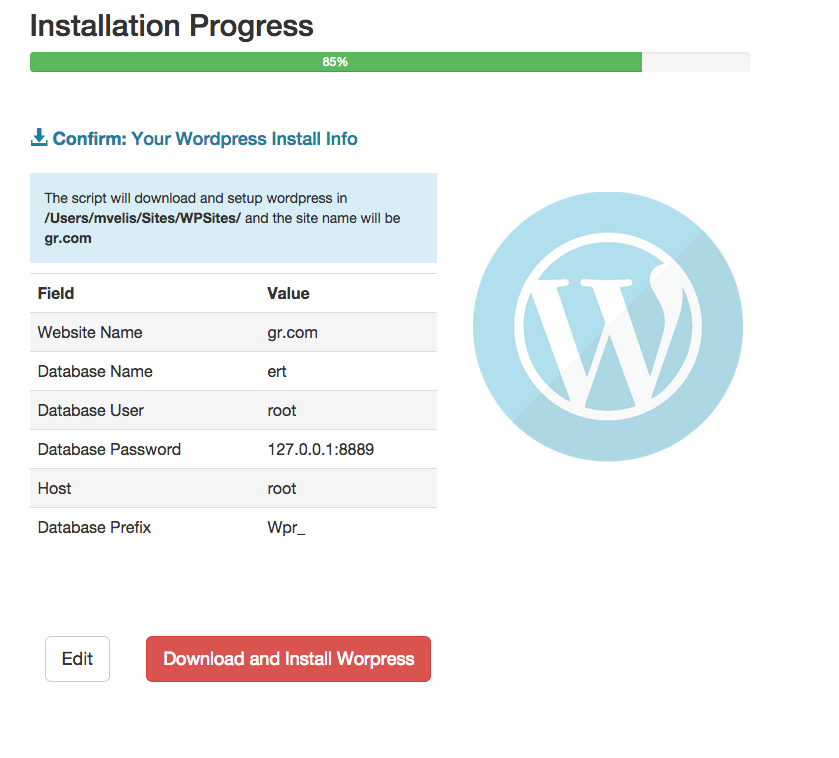 Installation Progress
85%
Confirm: Your Wordpress Install Info
The script will download and setup wordpress in
/Users/mvelis/Sites/WPSites/ and the site name will be
gr.com
Field Value
Website Name gr.com
Database Name ert
Database User root
Database Password 127.0.0.1:8889
Host root
Database Prefix Wpr_
Edit Download and Install Worpress